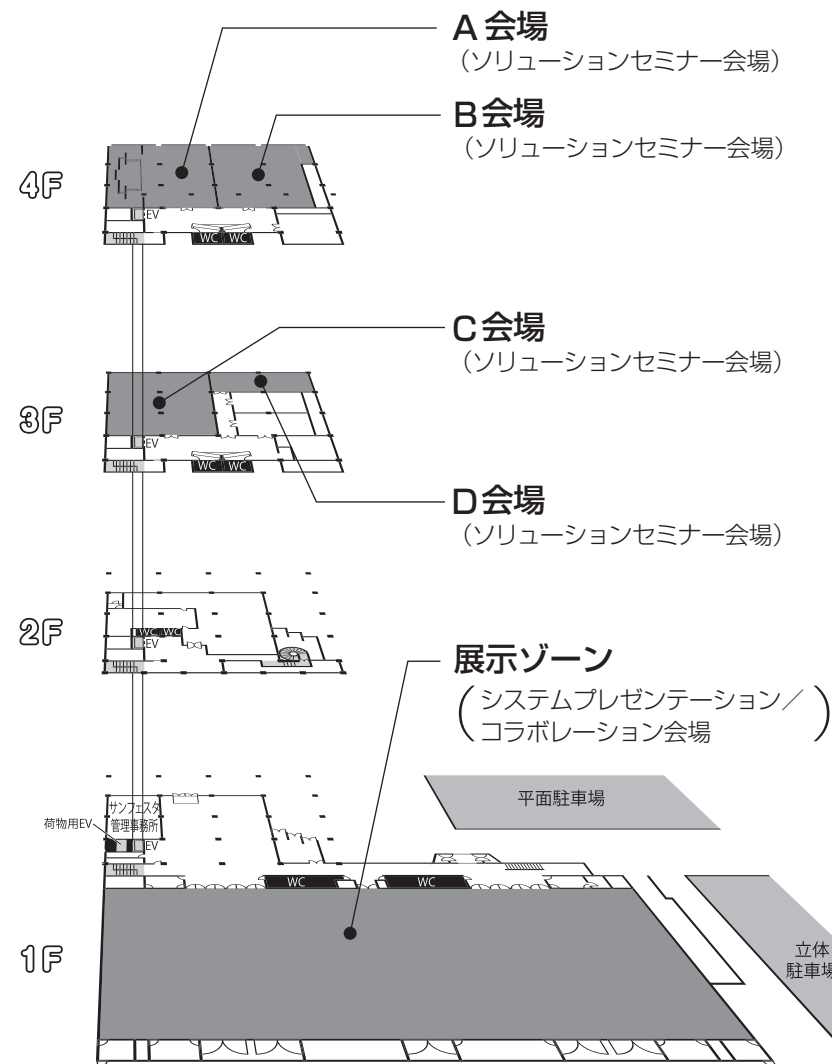 A会場
(ソリューションセミナー会場)
B会場
(ソリューションセミナー会場)
4F
EV
WC WC
C会場
(ソリューションセミナー会場)
3F
EV
WC WC
D会場
(ソリューションセミナー会場)
2F
WC WC
EV
展示ゾーン
(システムプレゼンテーション/
コラボレーション会場)
平面駐車場
サンフェスタ
管理事務所
荷物用EV
EV
WC
WC
1F
立体
駐車場